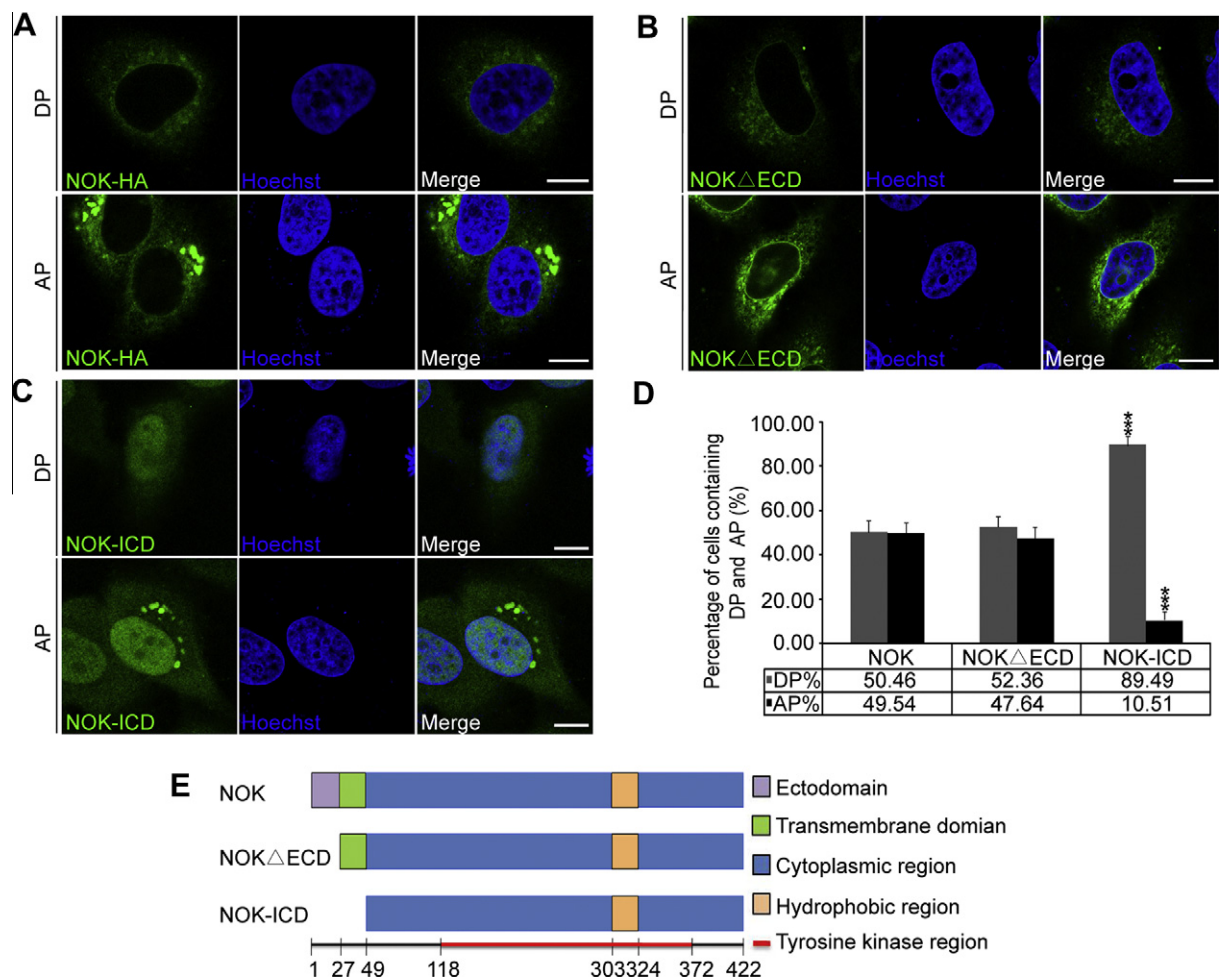 A
DP
NOK-HA
Hoechst
Merge
AP
NOK-HA
Hoechst
Merge
B
DP
NOK△ECD
Hoechst
Merge
AP
NOK△ECD
Hoechst
Merge
C
DP
NOK-ICD
Hoechst
Merge
AP
NOK-ICD
Hoechst
Merge
D
Percentage of cells containing
DP and AP (%)
100.00
80.00
60.00
40.00
20.00
0.00
***
***
NOK NOK△ECD NOK-ICD
DP% 50.46 52.36 89.49
AP% 49.54 47.64 10.51
E
NOK
NOK△ECD
NOK-ICD
1 27 49 118 303 324 372 422
Ectodomain
Transmembrane domian
Cytoplasmic region
Hydrophobic region
Tyrosine kinase region